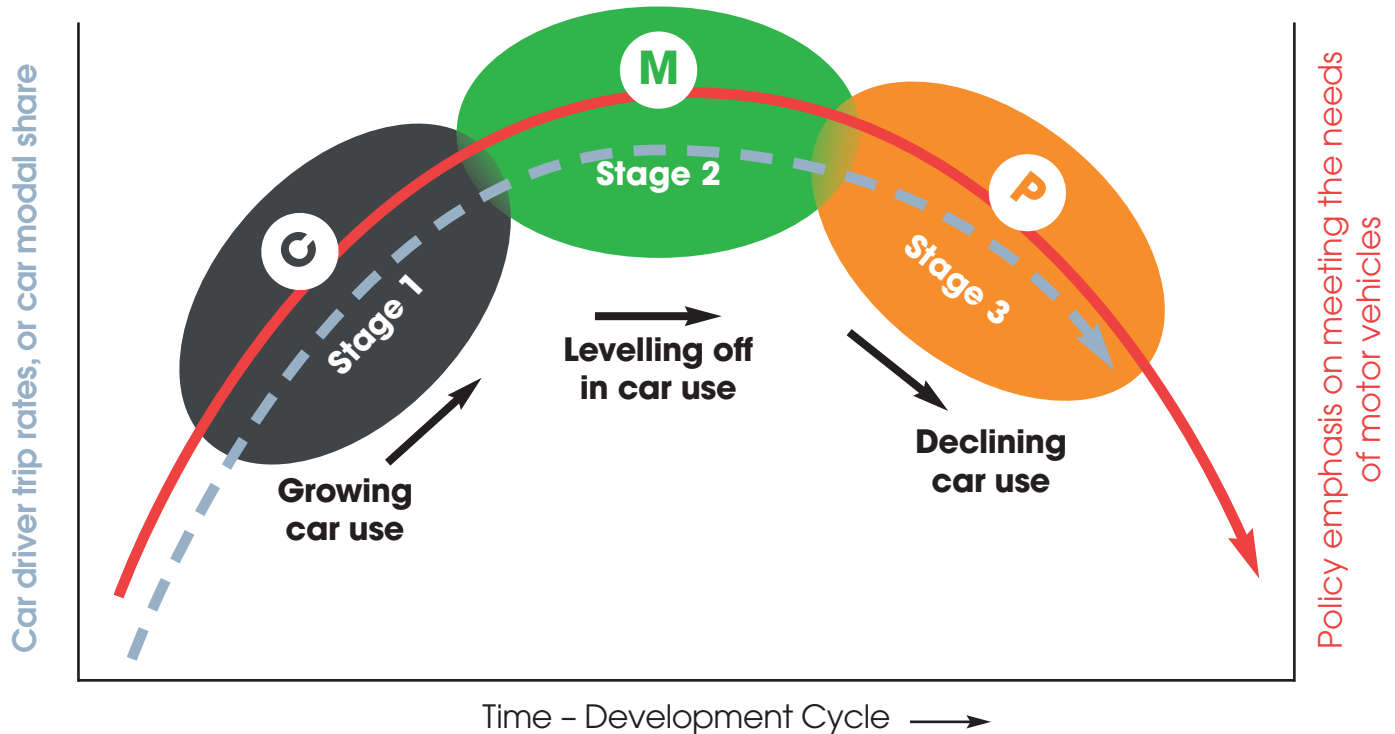 Car driver trip rates, or car modal share
C
Stage 1
Growing
car use
M
Stage 2
Levelling off
in car use
P
Stage 3
Declining
car use
Policy emphasis on meeting the needs
of motor vehicles
Time – Development Cycle